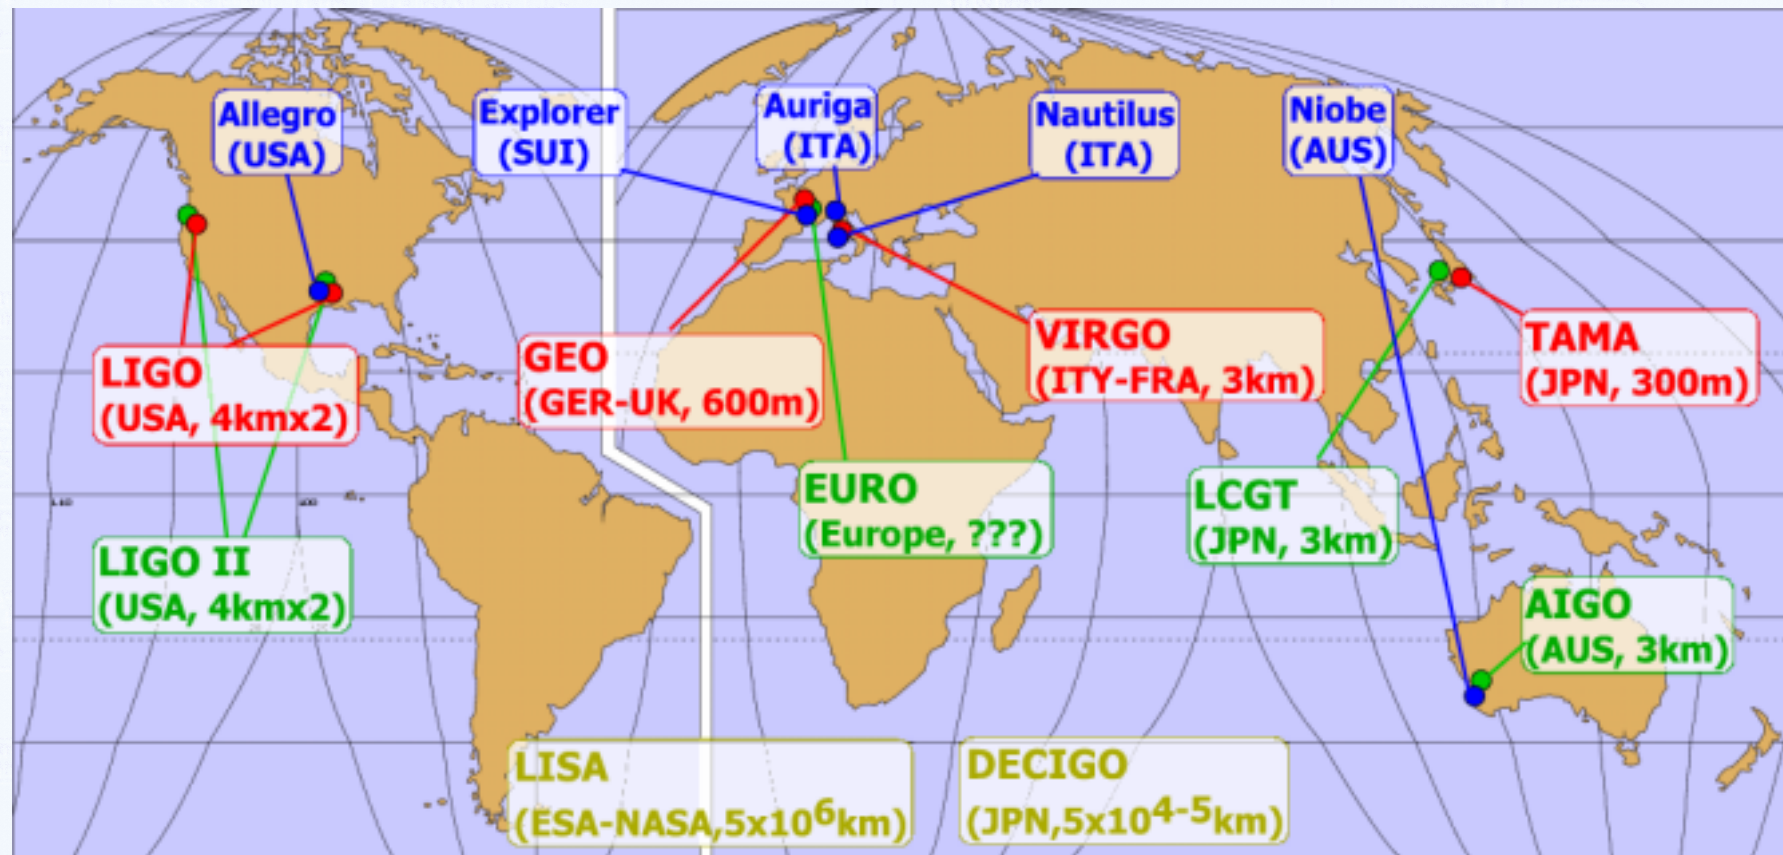 Allegro
(USA)
Explorer
(SUI)
Auriga
(ITA)
Nautilus
(ITA)
Niobe
(AUS)
LIGO
(USA, 4kmx2)
GEO
(GER-UK, 600m)
VIRGO
(ITY-FRA, 3km)
TAMA
(JPN, 300m)
EURO
(Europe, ???)
LCGT
(JPN, 3km)
LIGO II
(USA, 4kmx2)
AIGO
(AUS, 3km)
LISA
(ESA-NASA,5x10⁶km)
DECIGO
(JPN,5x10⁴⁻⁵km)